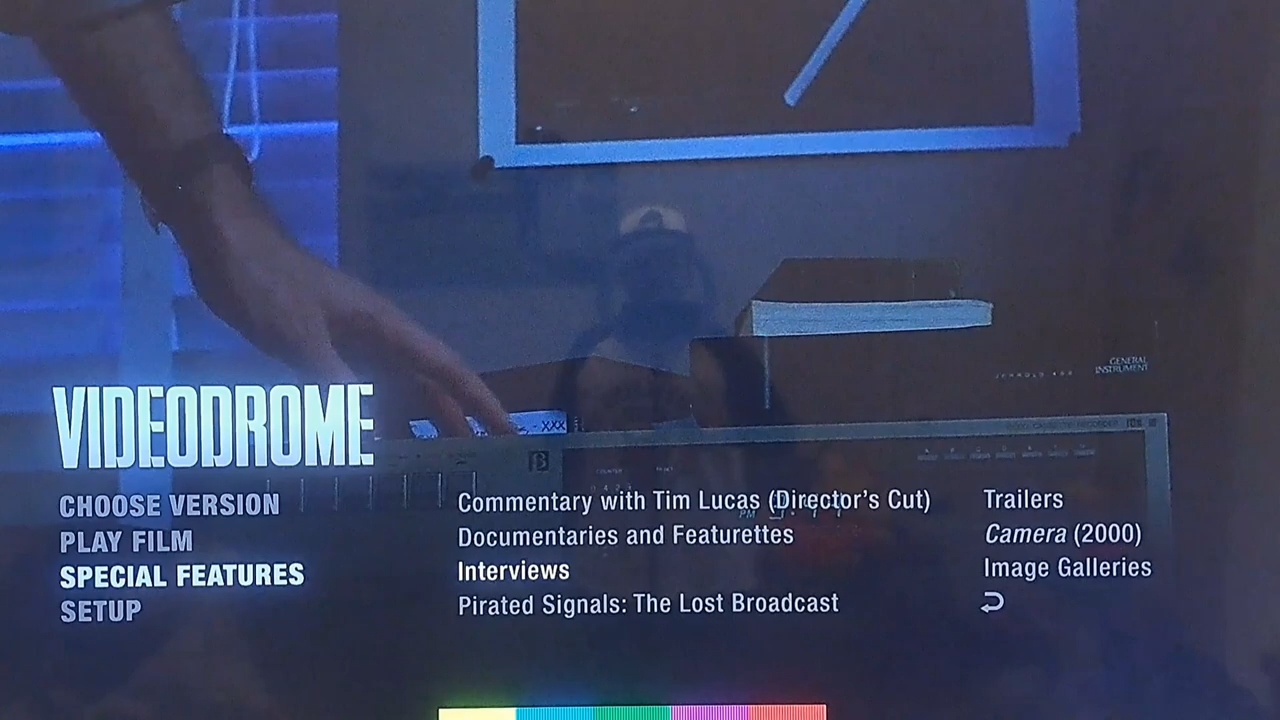 GENERAL
INSTRUMENT
- XXX
VIDEODROME
CHOOSE VERSION
PLAY FILM
SPECIAL FEATURES
SETUP
Commentary with Tim Lucas (Director's Cut)
Documentaries and Featurettes
Interviews
Pirated Signals: The Lost Broadcast
Trailers
Camera (2000)
Image Galleries